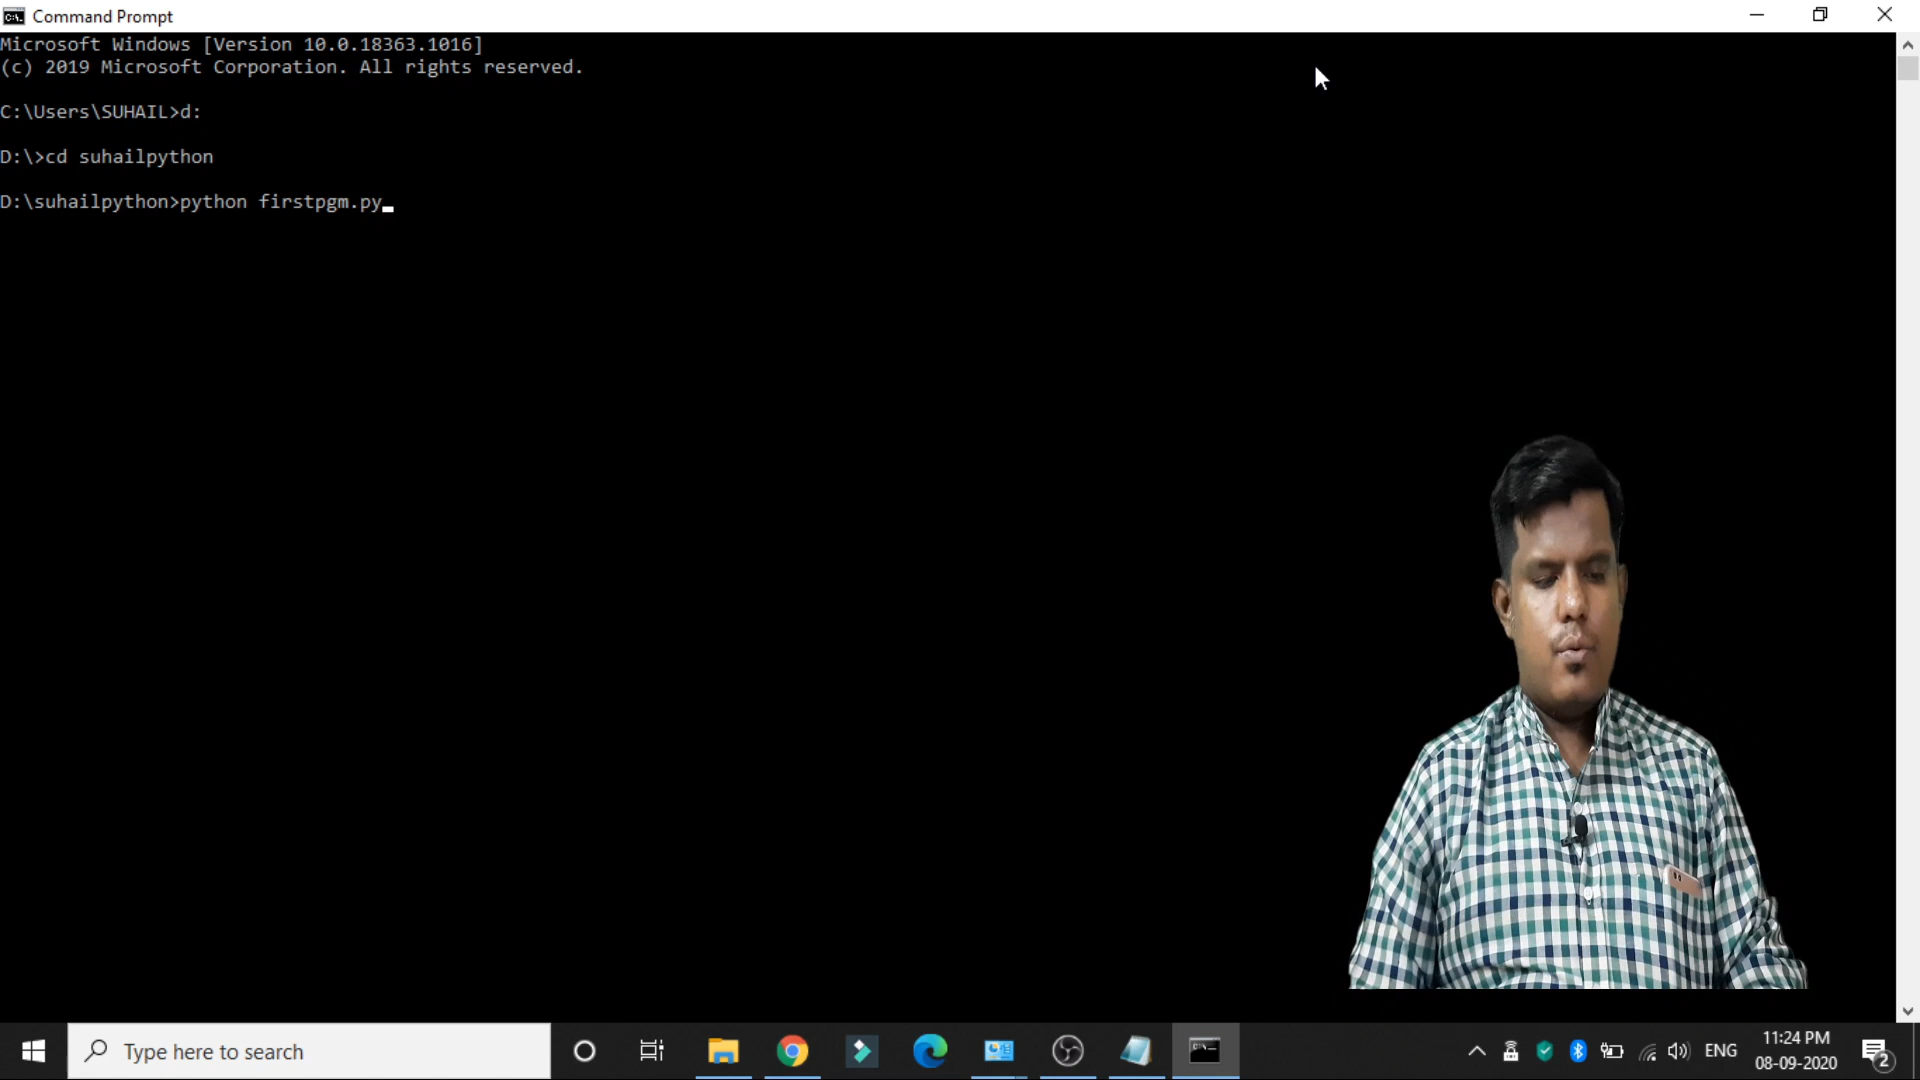 Command Prompt
Microsoft Windows [Version 10.0.18363.1016]
(c) 2019 Microsoft Corporation. All rights reserved.
C:\Users\SUHAIL>d:
D:\>cd suhailpython
D:\suhailpython>python firstpgm.py
Type here to search
ENG
11:24 PM
08-09-2020
2